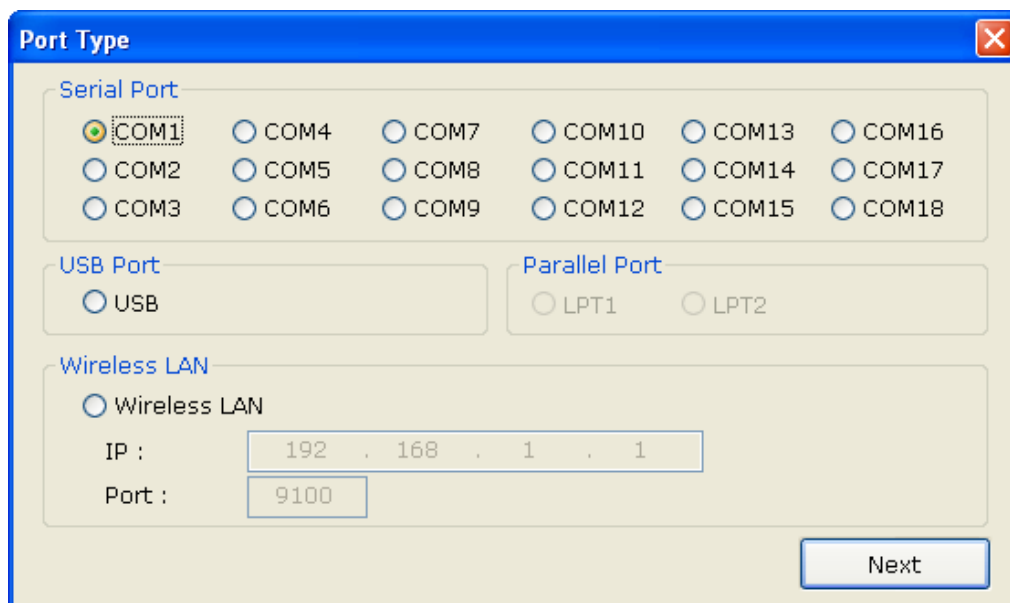 Port Type
Serial Port
COM1 COM4 COM7 COM10 COM13 COM16
COM2 COM5 COM8 COM11 COM14 COM17
COM3 COM6 COM9 COM12 COM15 COM18
USB Port Parallel Port
USB LPT1 LPT2
Wireless LAN
Wireless LAN
IP : 192 . 168 . 1 . 1
Port : 9100
Next